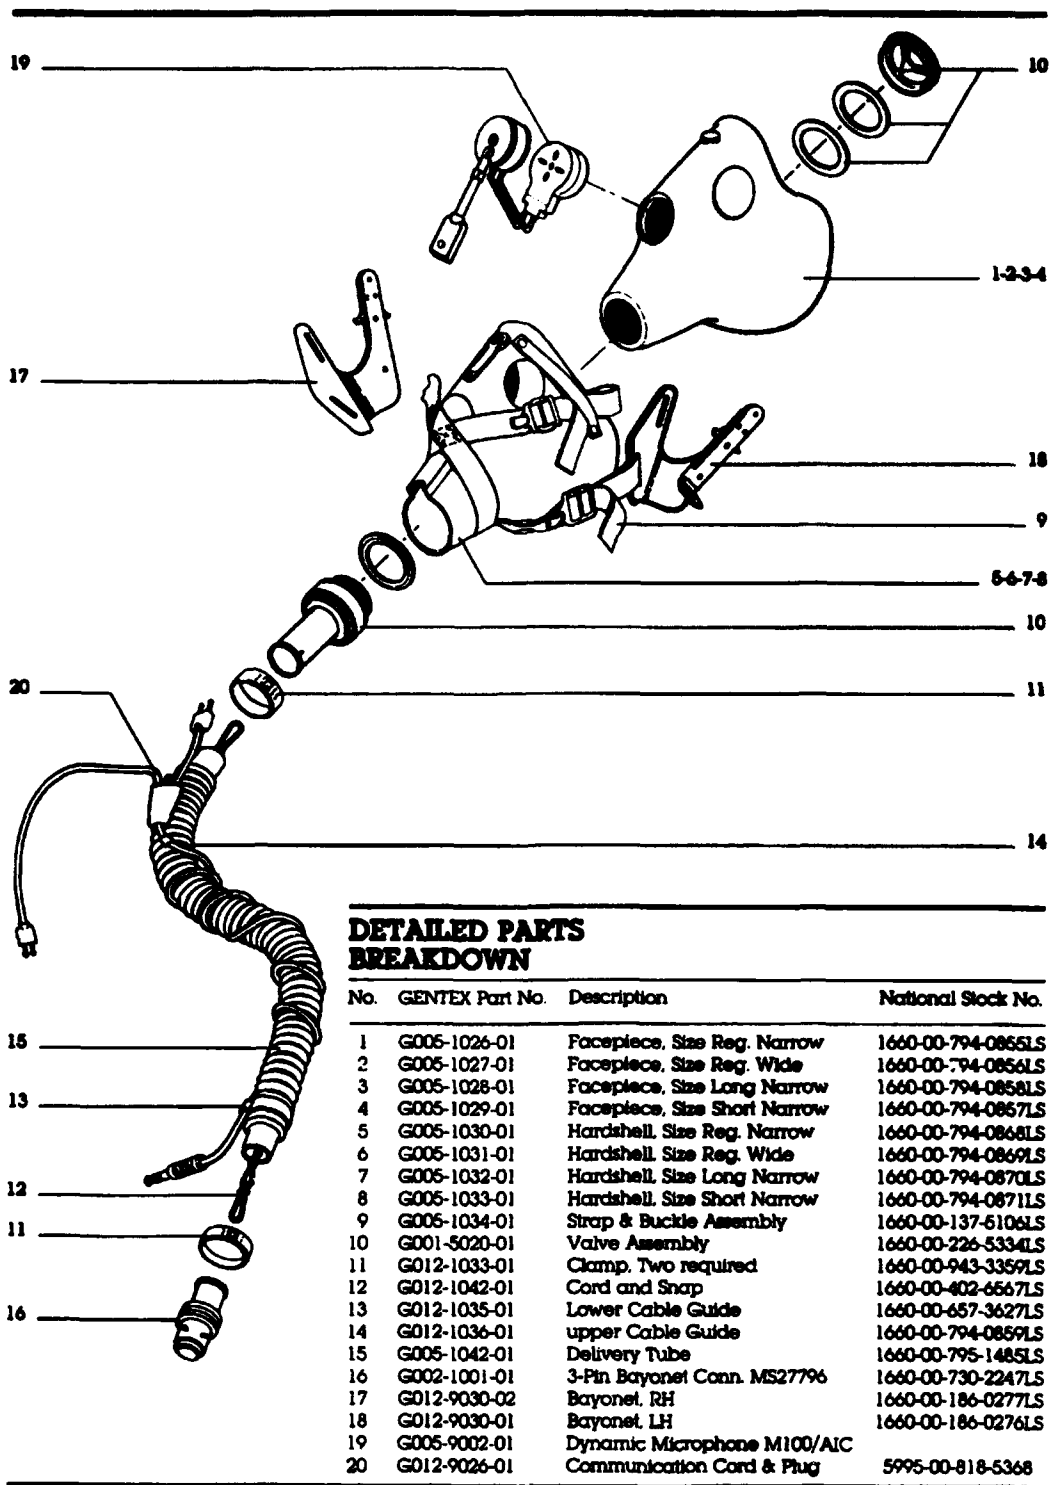 19
10
1-2-3-4
17
18
9
5-6-7-8
10
11
20
14
15
13
12
11
16
DETAILED PARTS
BREAKDOWN
No. GENTEX Part No. Description National Stock No.
1 G005-1026-01 Facepiece, Size Reg. Narrow 1660-00-794-0855LS
2 G005-1027-01 Facepiece, Size Reg. Wide 1660-00-794-0856LS
3 G005-1028-01 Facepiece, Size Long Narrow 1660-00-794-0858LS
4 G005-1029-01 Facepiece, Size Short Narrow 1660-00-794-0857LS
5 G005-1030-01 Hardshell, Size Reg. Narrow 1660-00-794-0868LS
6 G005-1031-01 Hardshell, Size Reg. Wide 1660-00-794-0869LS
7 G005-1032-01 Hardshell, Size Long Narrow 1660-00-794-0870LS
8 G005-1033-01 Hardshell, Size Short Narrow 1660-00-794-0871LS
9 G005-1034-01 Strap & Buckle Assembly 1660-00-137-5106LS
10 G001-5020-01 Valve Assembly 1660-00-226-5334LS
11 G012-1033-01 Clamp, Two required 1660-00-943-3359LS
12 G012-1042-01 Cord and Snap 1660-00-402-6567LS
13 G012-1035-01 Lower Cable Guide 1660-00-657-3627LS
14 G012-1036-01 upper Cable Guide 1660-00-794-0859LS
15 G005-1042-01 Delivery Tube 1660-00-795-1485LS
16 G002-1001-01 3-Pin Bayonet Conn. MS27796 1660-00-730-2247LS
17 G012-9030-02 Bayonet, RH 1660-00-186-0277LS
18 G012-9030-01 Bayonet, LH 1660-00-186-0276LS
19 G005-9002-01 Dynamic Microphone M100/AIC
20 G012-9026-01 Communication Cord & Plug 5995-00-818-5368